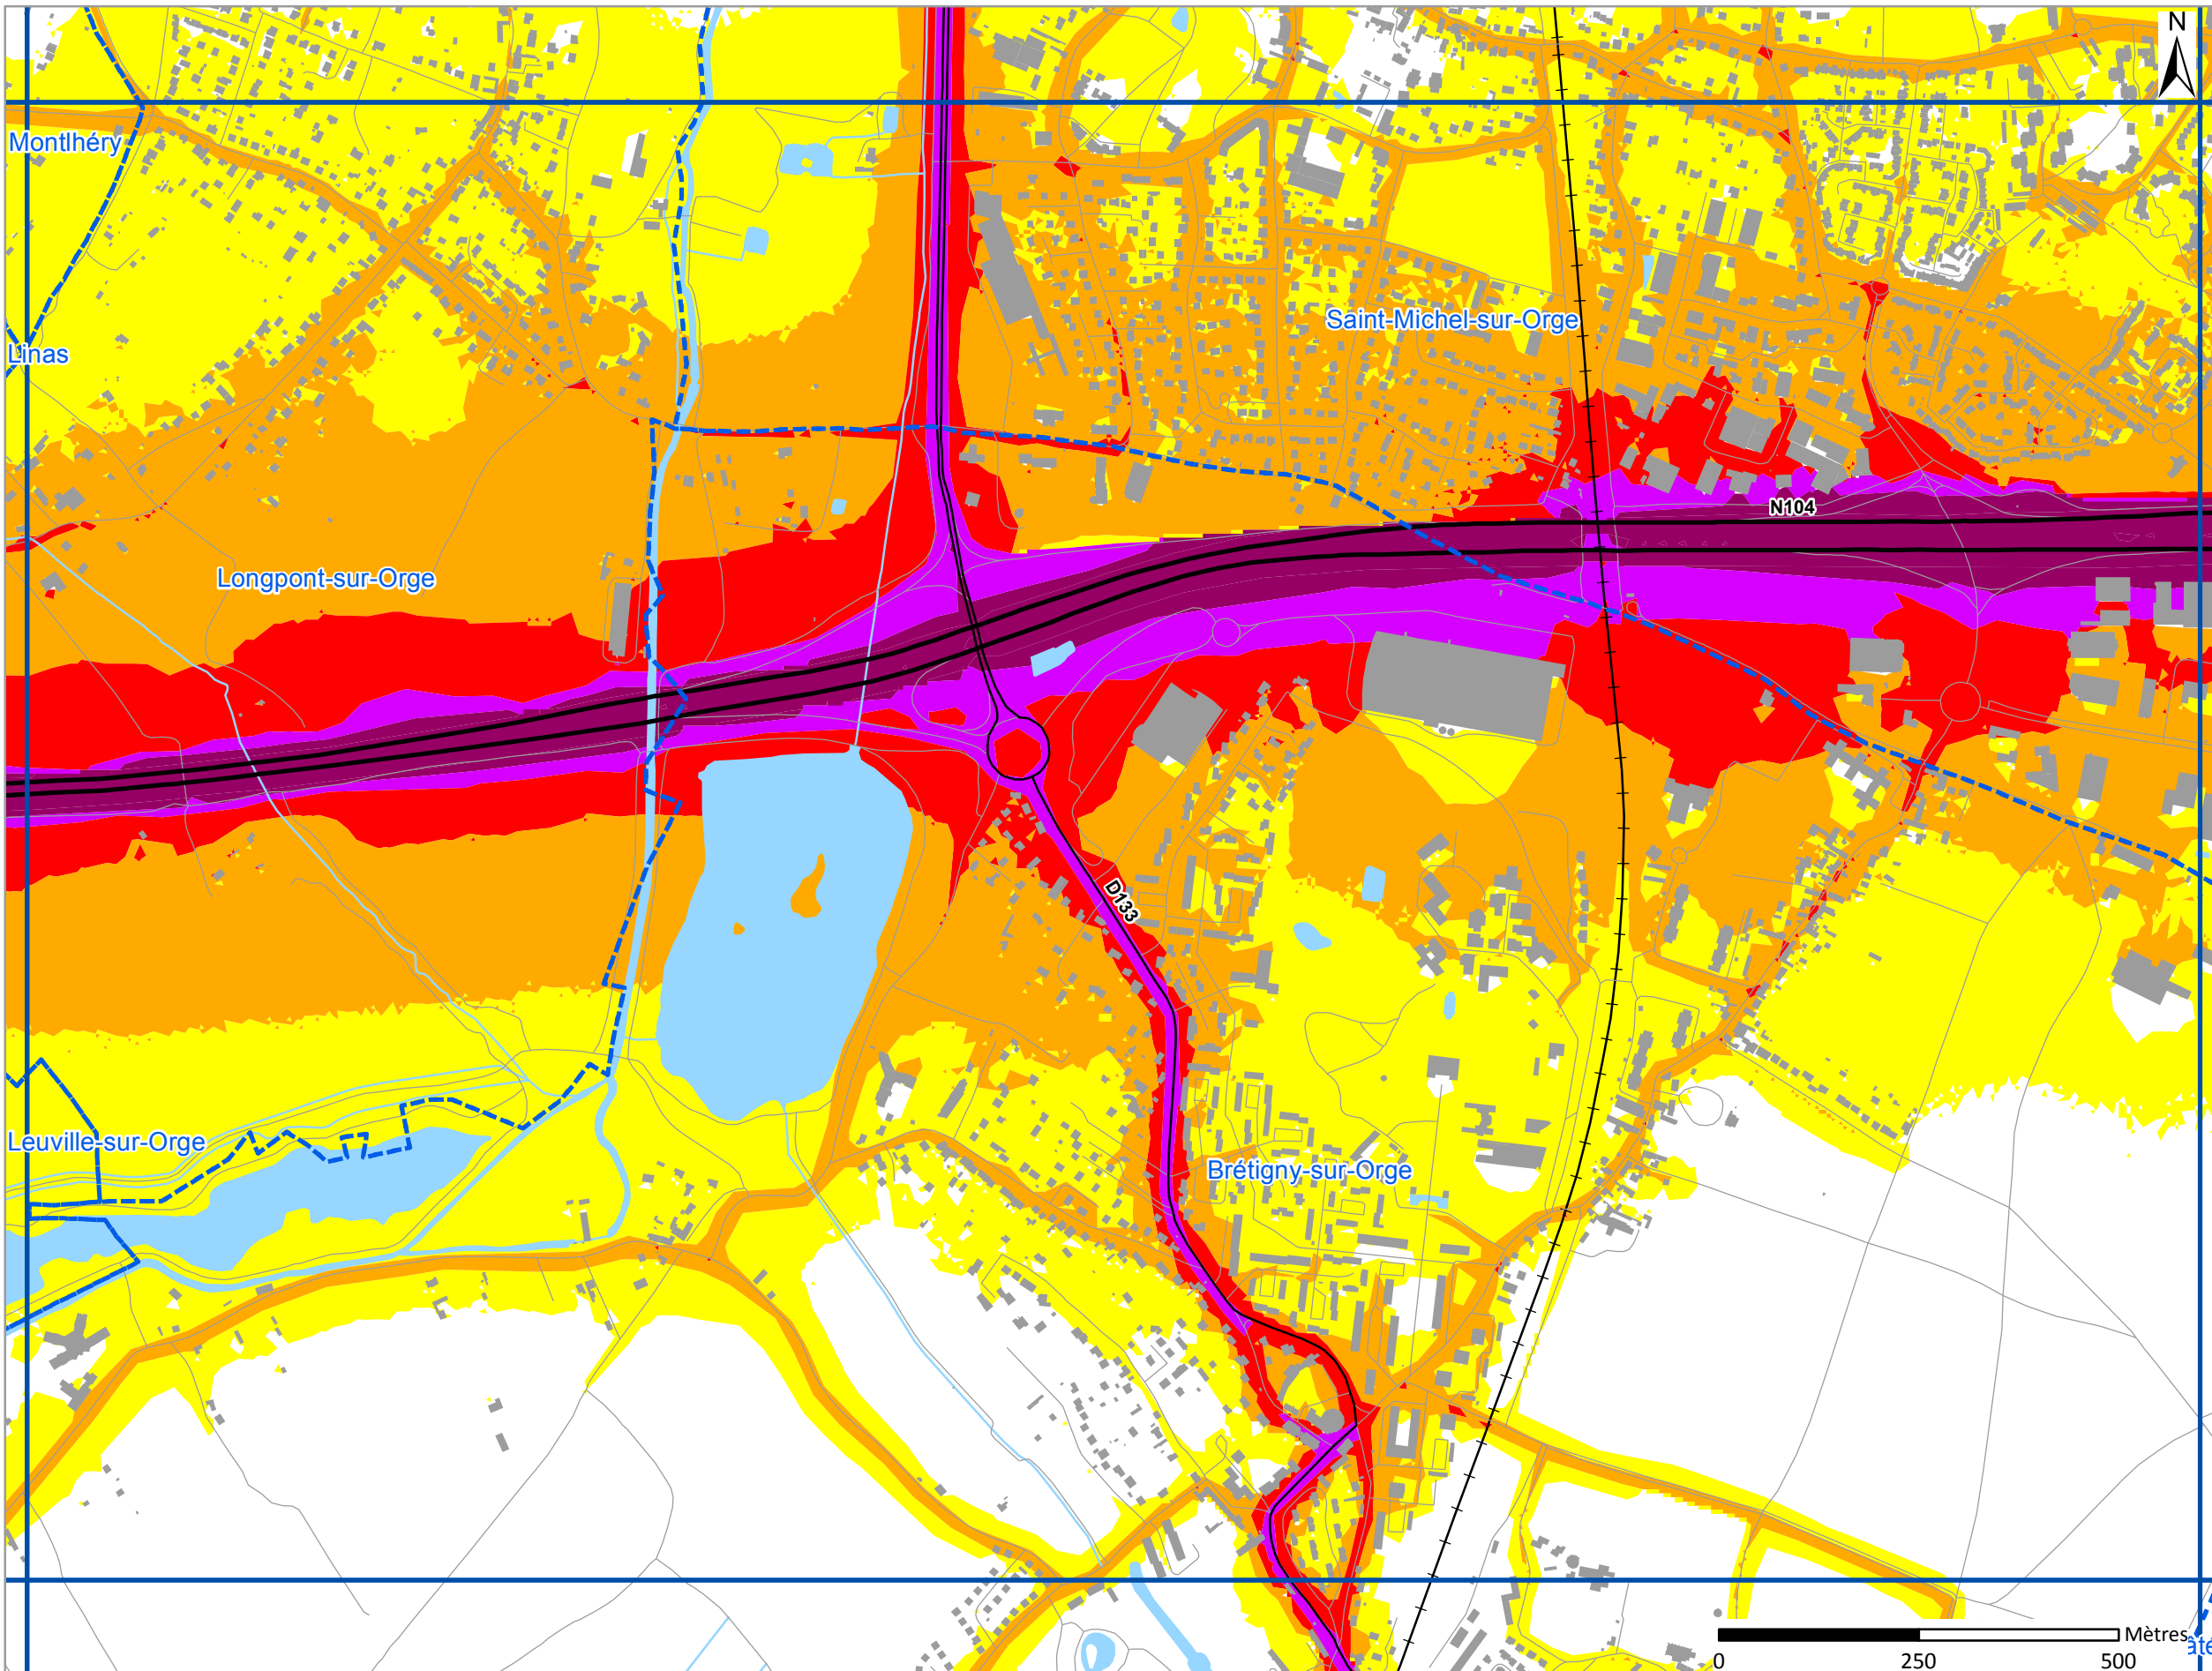 N
Montlhéry
Saint-Michel-sur-Orge
Linas
N104
Longpont-sur-Orge
D133
Leuville-sur-Orge
Brétigny-sur-Orge
Mètres
0 250 500